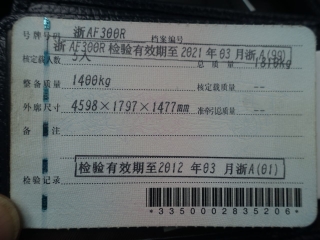 号牌号码 浙AF300R 档案编号
浙AF300R检验有效期至2021年03月浙A(99)
核定载人数 5人 总质量 1810kg
整备质量 1400kg 核定载质量 --
外廓尺寸 4598×1797×1477mm 准牵引总质量 --
备注
检验有效期至2012年03月浙A(01)
检验记录
*3350002835206*